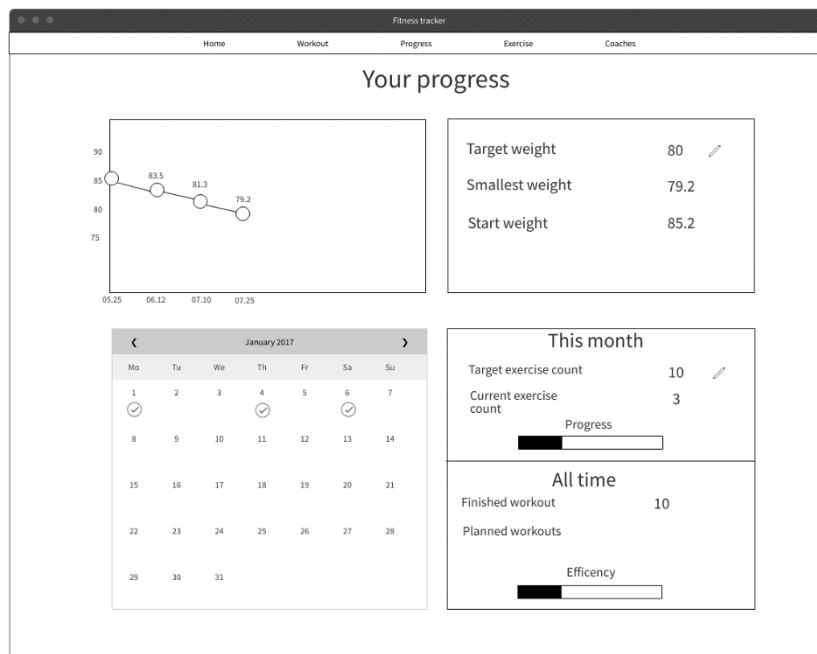 Fitness tracker
Home Workout Progress Exercise Coaches
Your progress
90
85
80
75
83.5
81.3
79.2
05.25 06.12 07.10 07.25
Target weight 80
Smallest weight 79.2
Start weight 85.2
January 2017
Mo Tu We Th Fr Sa Su
1 2 3 4 5 6 7
8 9 10 11 12 13 14
15 16 17 18 19 20 21
22 23 24 25 26 27 28
29 30 31
This month
Target exercise count 10
Current exercise
count 3
Progress
All time
Finished workout 10
Planned workouts
Efficency